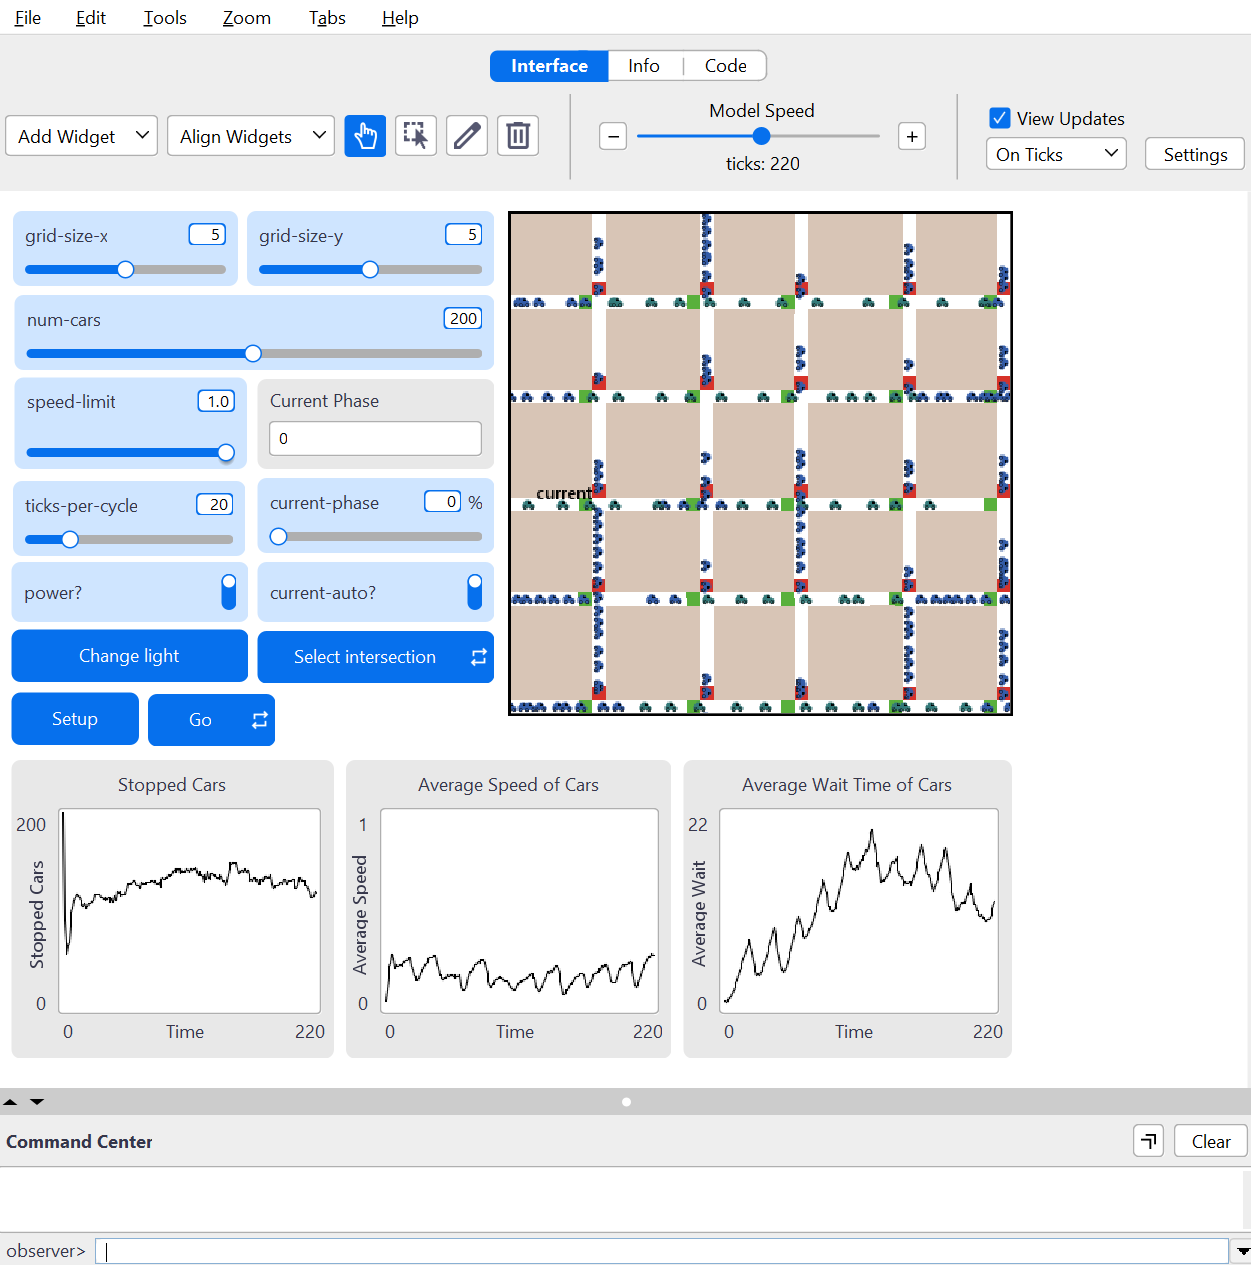 File Edit Tools Zoom Tabs Help
Interface Info Code
Add Widget Align Widgets
Model Speed
ticks: 220
View Updates
On Ticks Settings
grid-size-x 5
grid-size-y 5
num-cars 200
speed-limit 1.0
Current Phase
0
ticks-per-cycle 20
current-phase 0 %
power?
current-auto?
Change light
Select intersection
Setup
Go
current
Stopped Cars
200
Stopped Cars
0
0 Time 220
Average Speed of Cars
1
Average Speed
0
0 Time 220
Average Wait Time of Cars
22
Average Wait
0
0 Time 220
Command Center
Clear
observer>